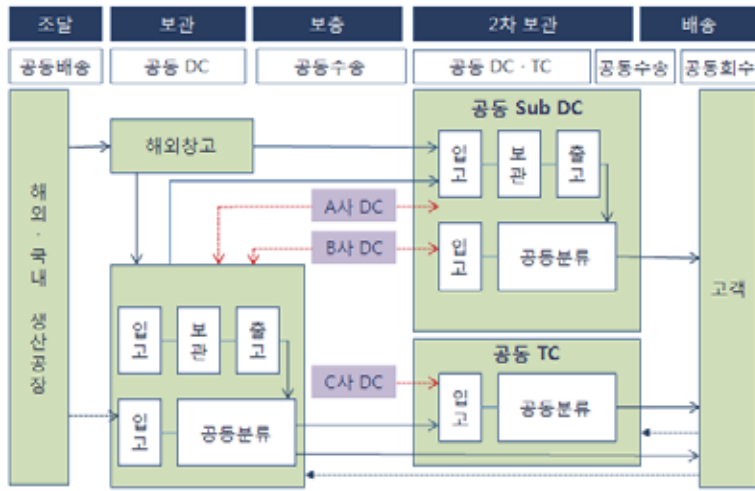 조달 보관 보충 2차 보관 배송
공동배송 공동 DC 공동수송 공동 DC · TC 공동수송 공동회수
해외 · 국내 생산공장
해외창고
공동 Sub DC
입고 보관 출고
A사 DC
B사 DC
입고 공동분류
고객
입고 보관 출고
공동 TC
C사 DC
입고 공동분류
입고 공동분류